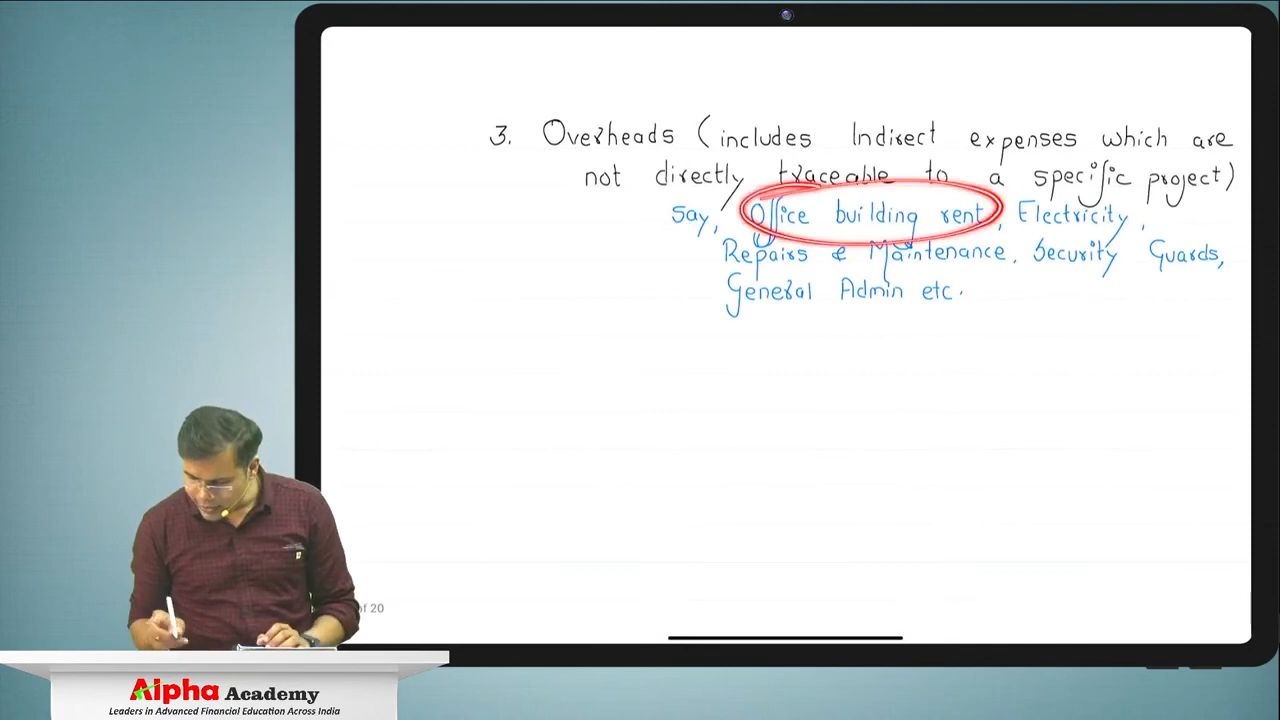 3. Overheads (includes Indirect expenses which are
not directly traceable to a specific project)
Say, Office building rent, Electricity,
Repairs & Maintenance, Security Guards,
General Admin etc.
of 20
Alpha Academy
Leaders in Advanced Financial Education Across India